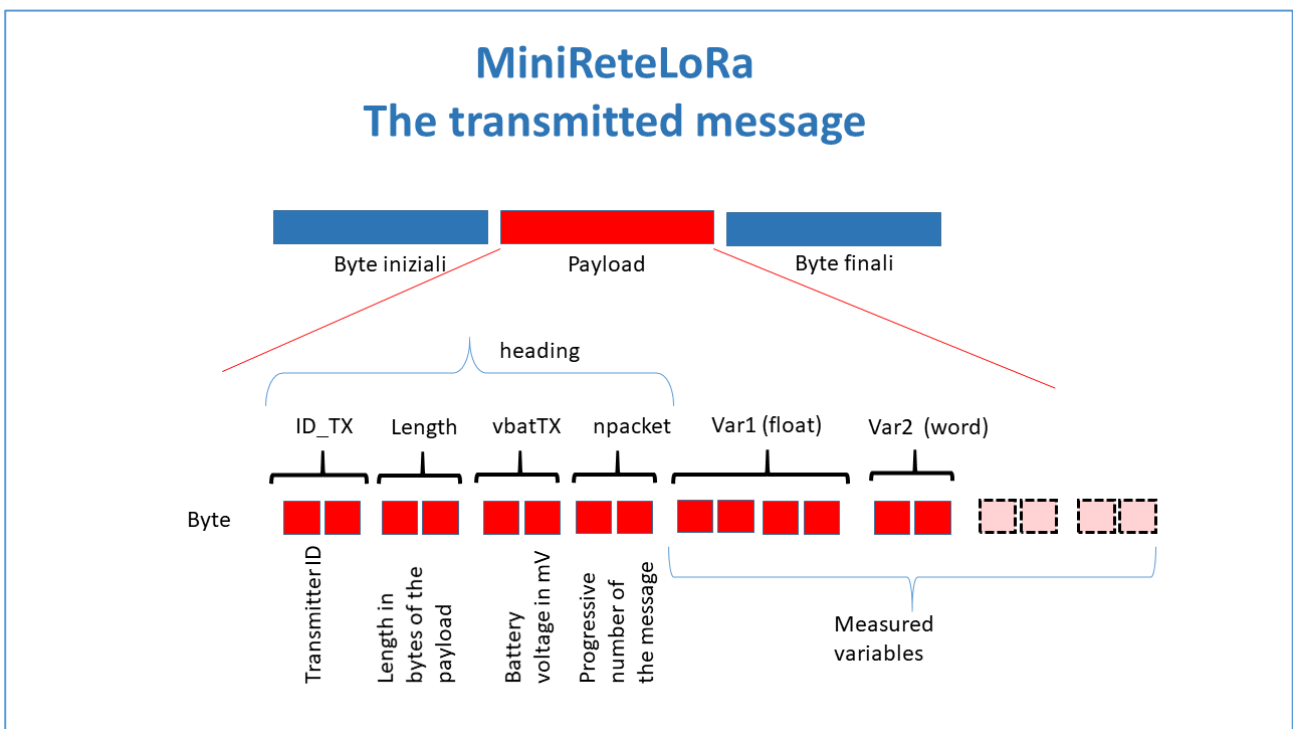 MiniReteLoRa
The transmitted message
Byte iniziali
Payload
Byte finali
heading
ID_TX
Length
vbatTX
npacket
Var1 (float)
Var2 (word)
Byte
Transmitter ID
Length in
bytes of the
payload
Battery
voltage in mV
Progressive
number of
the message
Measured
variables